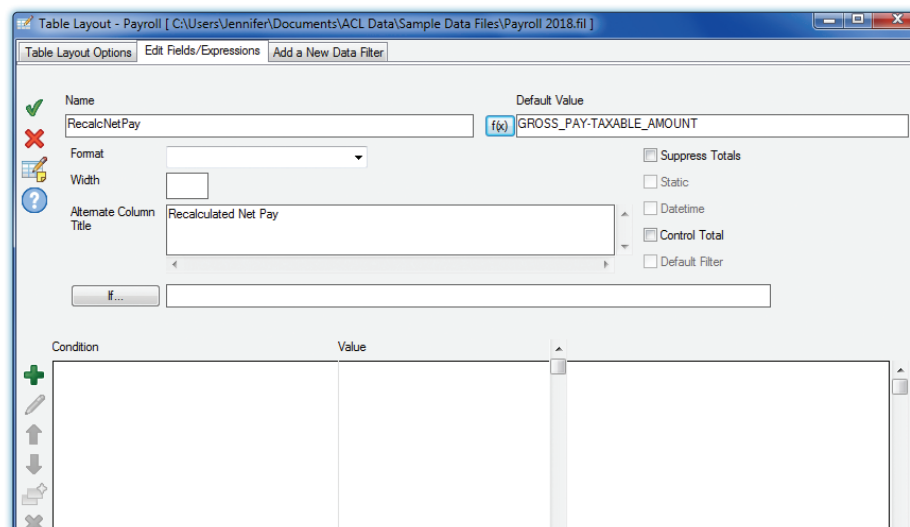 Table Layout - Payroll [ C:\Users\Jennifer\Documents\ACL Data\Sample Data Files\Payroll 2018.fil ]
Table Layout Options Edit Fields/Expressions Add a New Data Filter
Name Default Value
RecalcNetPay f(x) GROSS_PAY-TAXABLE_AMOUNT
Format Suppress Totals
Width Static
Alternate Column Title Recalculated Net Pay Datetime
Control Total
Default Filter
If...
Condition Value